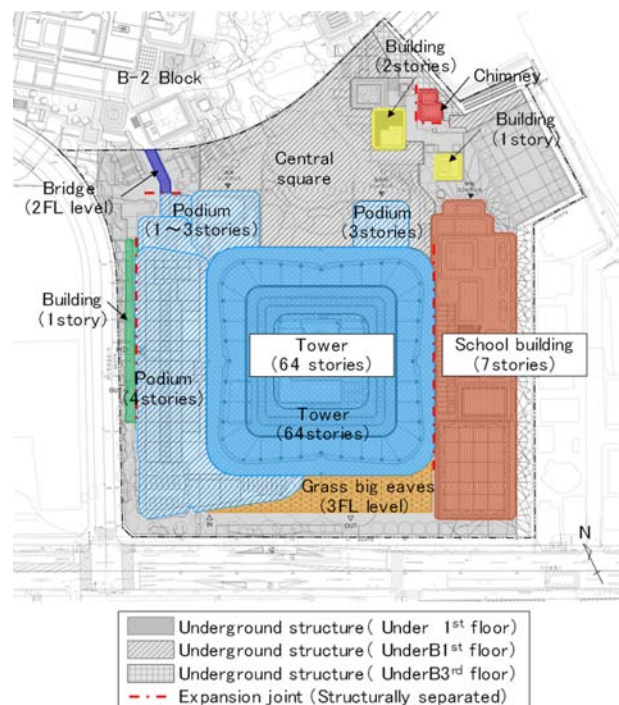 Building
(2stories)
B-2 Block
Chimney
Building
(1story)
Central
square
Bridge
(2FL level)
Podium
(1～3stories)
Podium
(3stories)
Building
(1story)
Tower
(64 stories)
School building
(7stories)
Podium
(4stories)
Tower
(64stories)
Grass big eaves
(3FL level)
OUT
N
Underground structure( Under 1st floor)
Underground structure( UnderB1st floor)
Underground structure( UnderB3rd floor)
Expansion joint (Structurally separated)